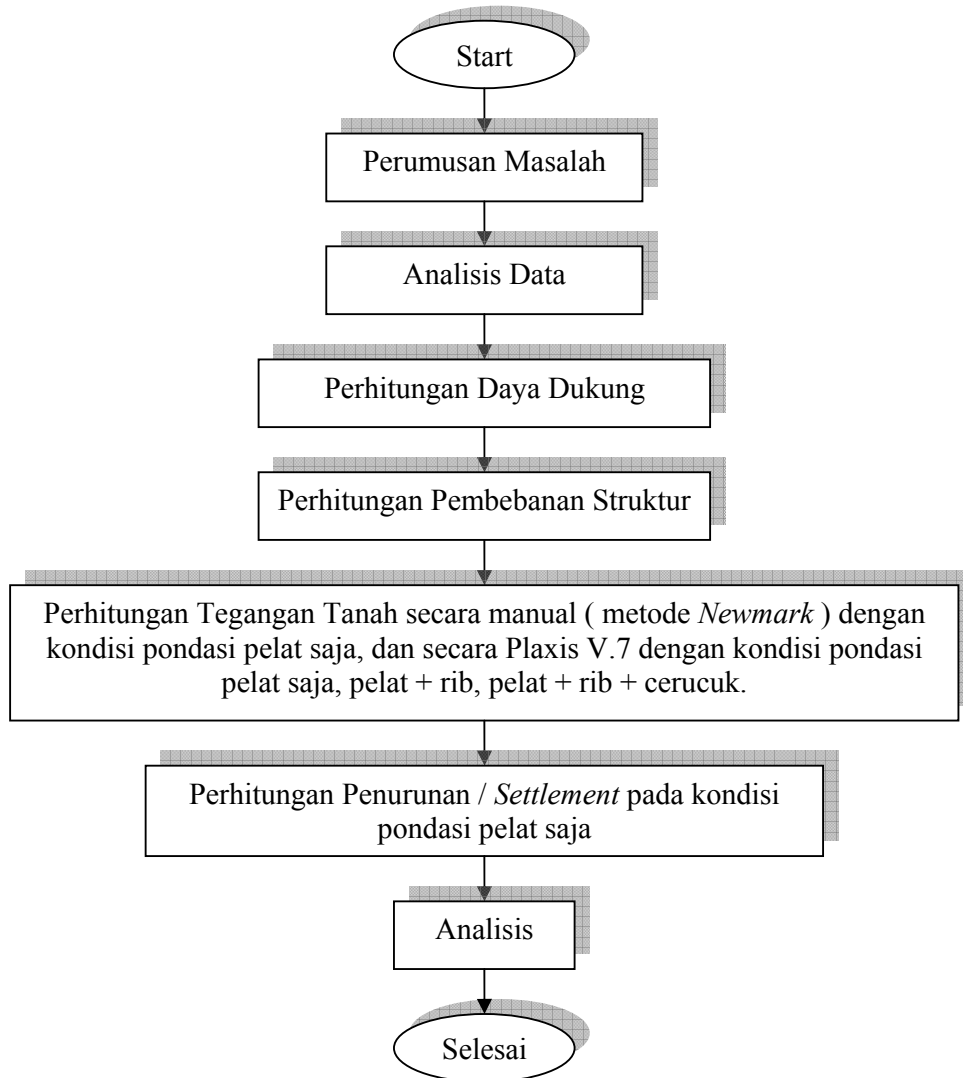 Start
Perumusan Masalah
Analisis Data
Perhitungan Daya Dukung
Perhitungan Pembebanan Struktur
Perhitungan Tegangan Tanah secara manual ( metode Newmark ) dengan
kondisi pondasi pelat saja, dan secara Plaxis V.7 dengan kondisi pondasi
pelat saja, pelat + rib, pelat + rib + cerucuk.
Perhitungan Penurunan / Settlement pada kondisi
pondasi pelat saja
Analisis
Selesai